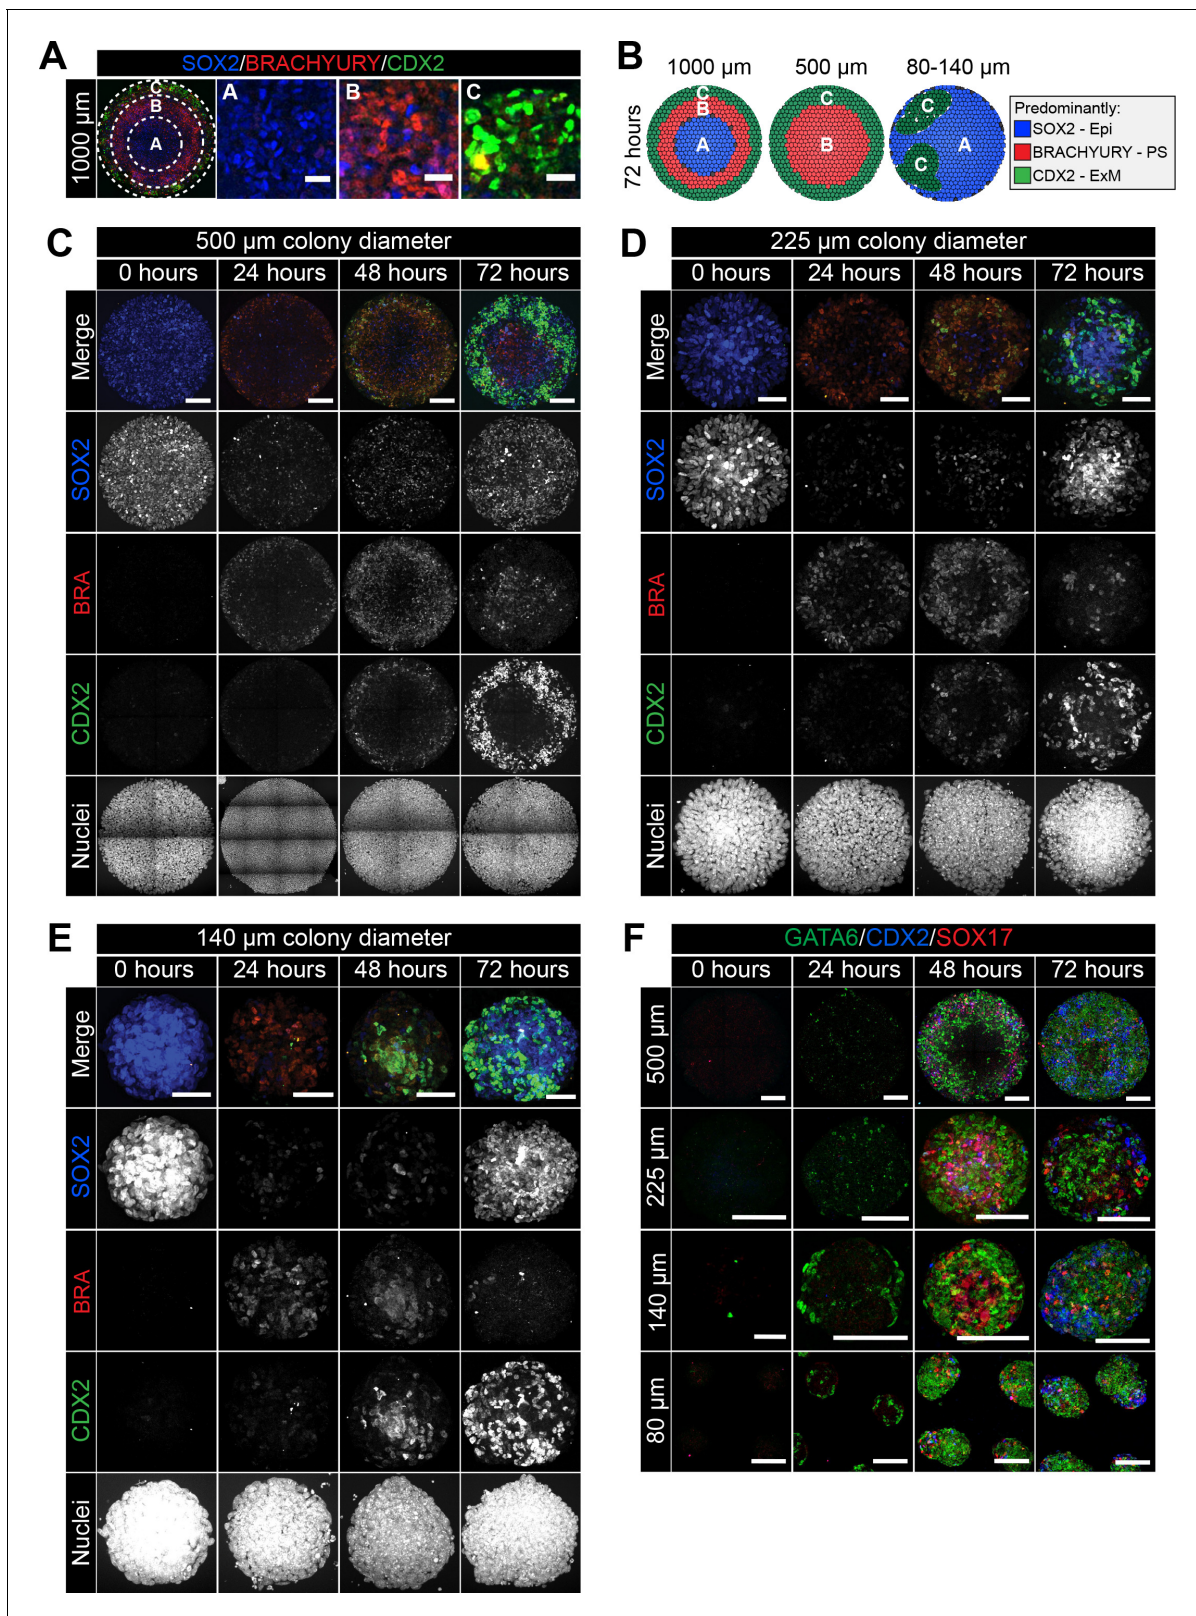 A
SOX2/BRACHYURY/CDX2
1000 µm
C
B
A
A
B
C
B
1000 µm
500 µm
80-140 µm
72 hours
C
B
A
C
B
C
A
C
Predominantly:
SOX2 - Epi
BRACHYURY - PS
CDX2 - ExM
C
500 µm colony diameter
0 hours
24 hours
48 hours
72 hours
Merge
SOX2
BRA
CDX2
Nuclei
D
225 µm colony diameter
0 hours
24 hours
48 hours
72 hours
Merge
SOX2
BRA
CDX2
Nuclei
E
140 µm colony diameter
0 hours
24 hours
48 hours
72 hours
Merge
SOX2
BRA
CDX2
Nuclei
F
GATA6/CDX2/SOX17
0 hours
24 hours
48 hours
72 hours
500 µm
225 µm
140 µm
80 µm